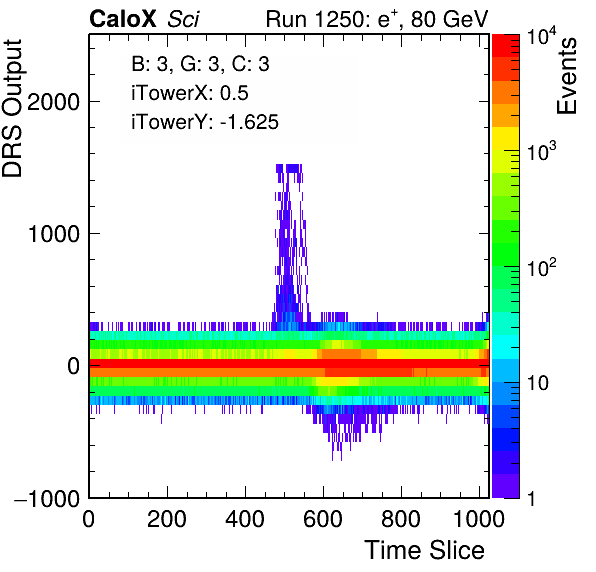 CaloX Sci
Run 1250: e⁺, 80 GeV
B: 3, G: 3, C: 3
iTowerX: 0.5
iTowerY: -1.625
DRS Output
2000
1000
0
−1000
0 200 400 600 800 1000
Time Slice
Events
10⁴
10³
10²
10
1